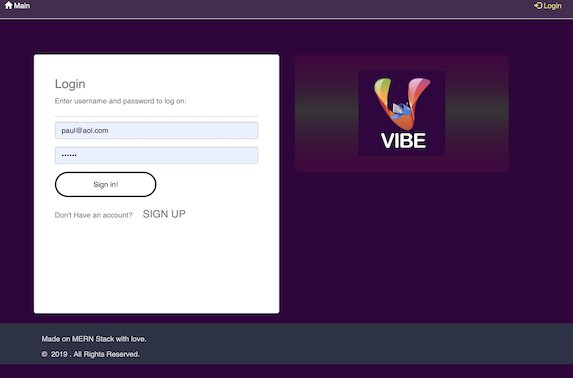 Main
Login
Login
Enter username and password to log on:
paul@aol.com
••••••
Sign in!
Don't Have an account? SIGN UP
VIBE
Made on MERN Stack with love.
© 2019 . All Rights Reserved.